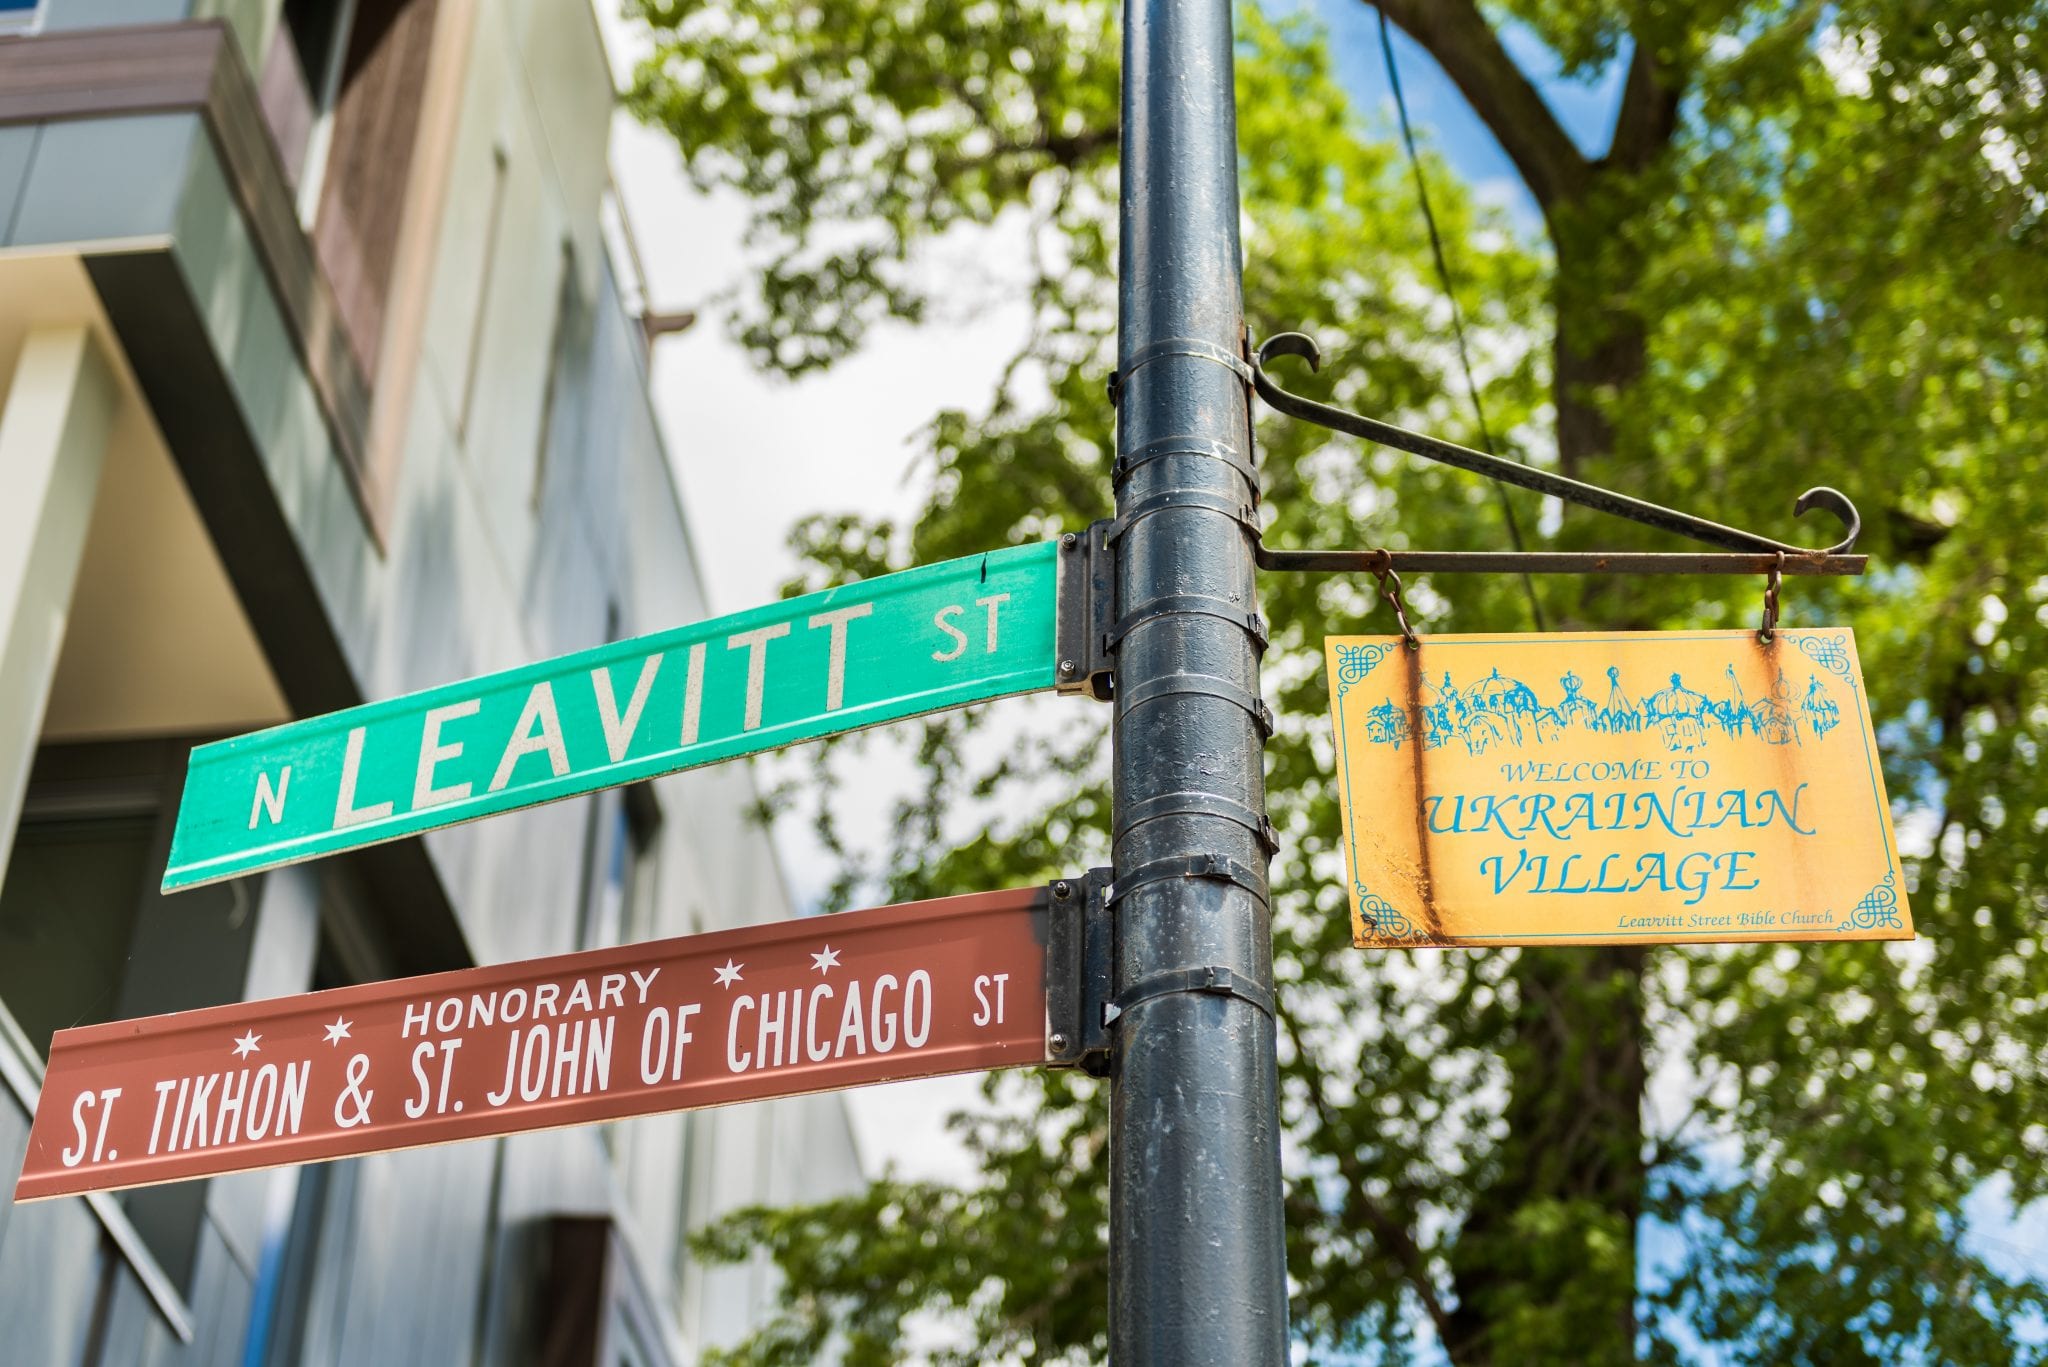 N LEAVITT ST
HONORARY
ST. TIKHON & ST. JOHN OF CHICAGO ST
WELCOME TO
UKRAINIAN
VILLAGE
Leavvitt Street Bible Church